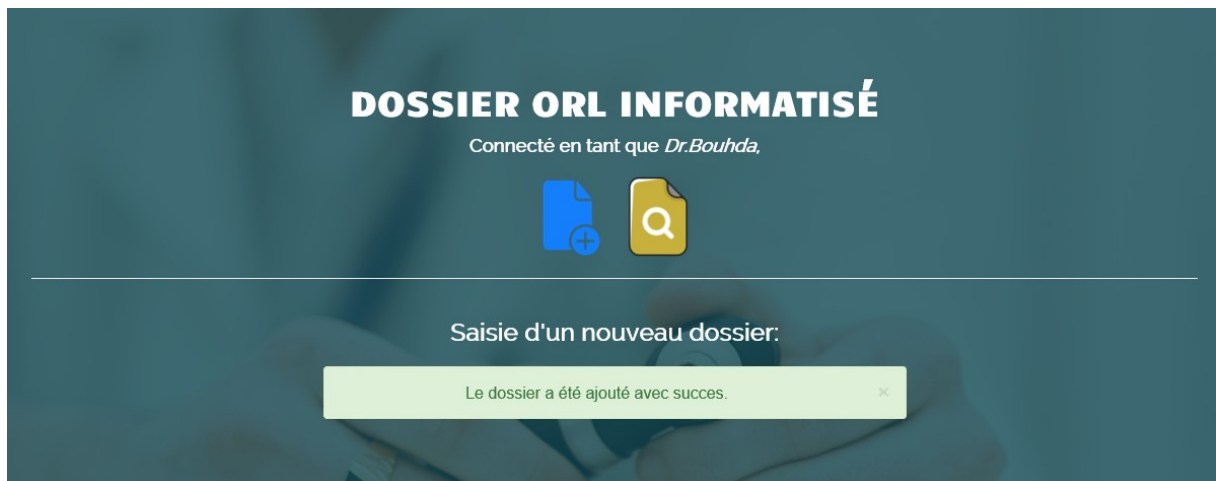 DOSSIER ORL INFORMATISÉ
Connecté en tant que Dr.Bouhda,
Saisie d'un nouveau dossier:
Le dossier a été ajouté avec succes. ×